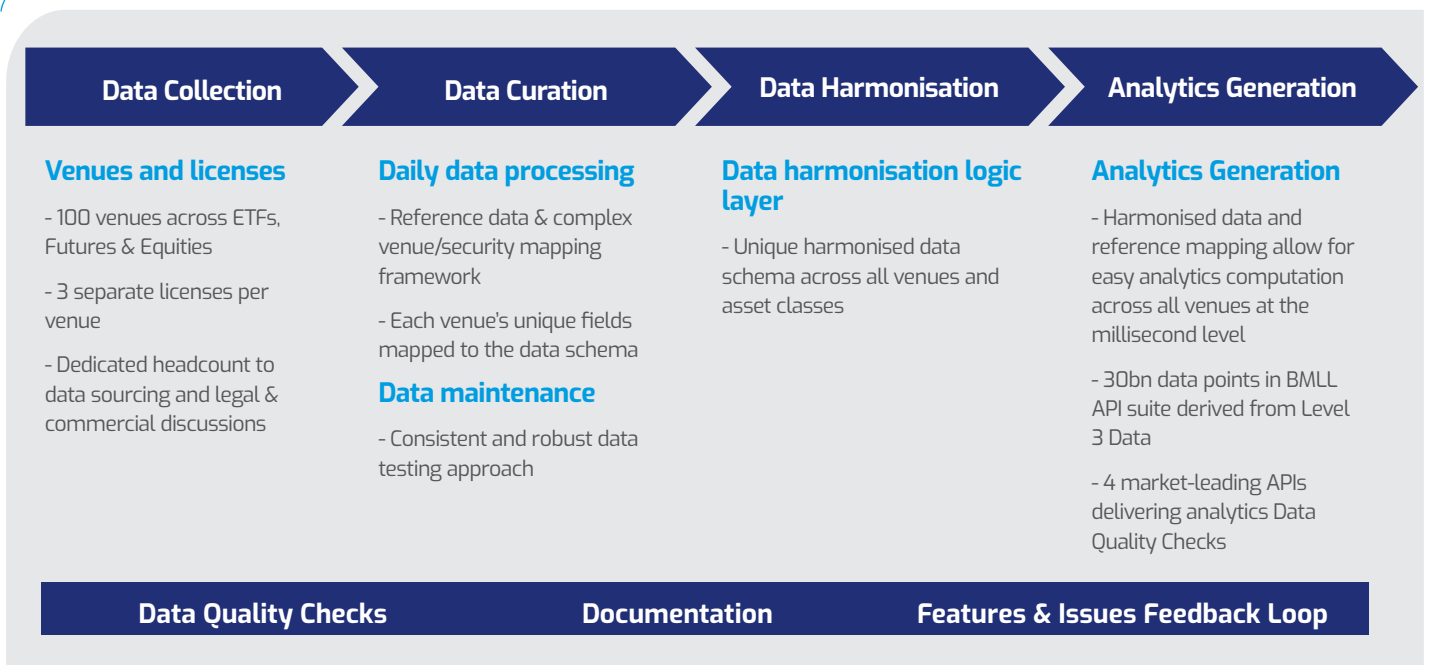 Data Collection
Data Curation
Data Harmonisation
Analytics Generation
Venues and licenses
- 100 venues across ETFs,
Futures & Equities
- 3 separate licenses per
venue
- Dedicated headcount to
data sourcing and legal &
commercial discussions
Daily data processing
- Reference data & complex
venue/security mapping
framework
- Each venue's unique fields
mapped to the data schema
Data maintenance
- Consistent and robust data
testing approach
Data harmonisation logic
layer
- Unique harmonised data
schema across all venues and
asset classes
Analytics Generation
- Harmonised data and
reference mapping allow for
easy analytics computation
across all venues at the
millisecond level
- 30bn data points in BMLL
API suite derived from Level
3 Data
- 4 market-leading APIs
delivering analytics Data
Quality Checks
Data Quality Checks
Documentation
Features & Issues Feedback Loop